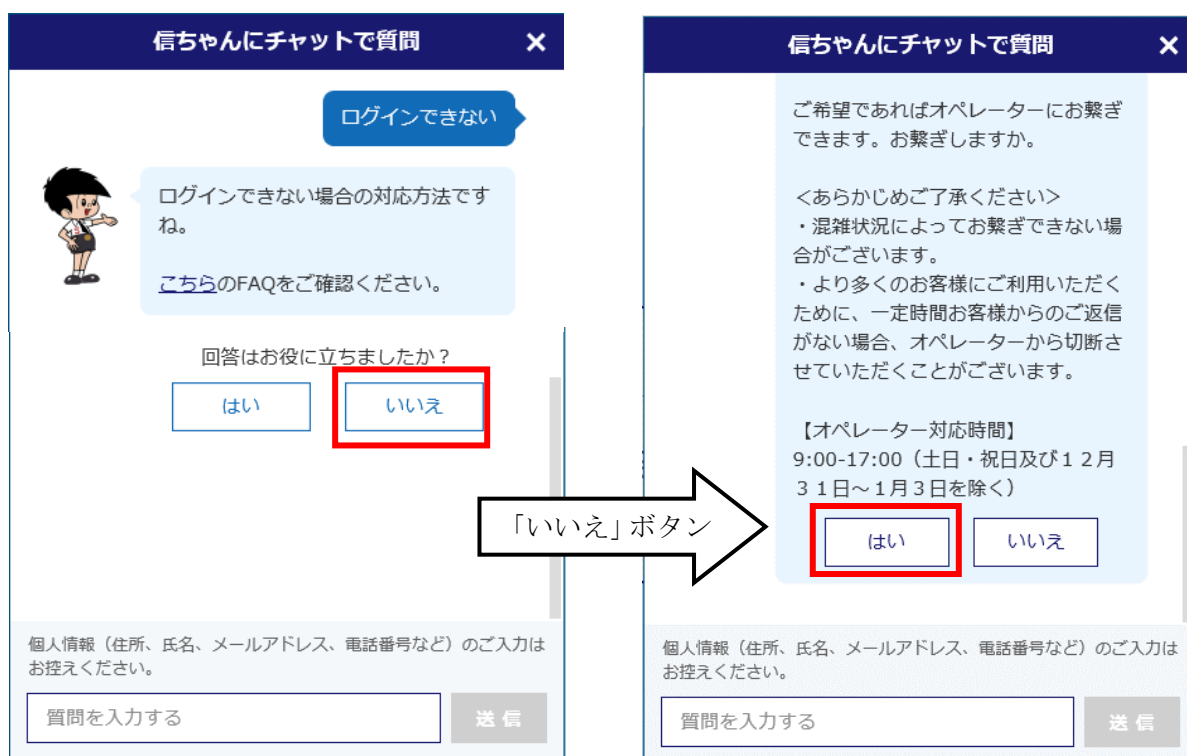 信ちゃんにチャットで質問 ×
ログインできない
ログインできない場合の対応方法です
ね。
こちらのFAQをご確認ください。
回答はお役に立ちましたか？
はい
いいえ
個人情報（住所、氏名、メールアドレス、電話番号など）のご入力は
お控えください。
質問を入力する
送信
「いいえ」ボタン
信ちゃんにチャットで質問 ×
ご希望であればオペレーターにお繋ぎ
できます。お繋ぎしますか。
＜あらかじめご了承ください＞
・混雑状況によってお繋ぎできない場
合がございます。
・より多くのお客様にご利用いただく
ために、一定時間お客様からのご返信
がない場合、オペレーターから切断さ
せていただくことがございます。
【オペレーター対応時間】
9:00-17:00（土日・祝日及び１２月
３１日～１月３日を除く）
はい
いいえ
個人情報（住所、氏名、メールアドレス、電話番号など）のご入力は
お控えください。
質問を入力する
送信